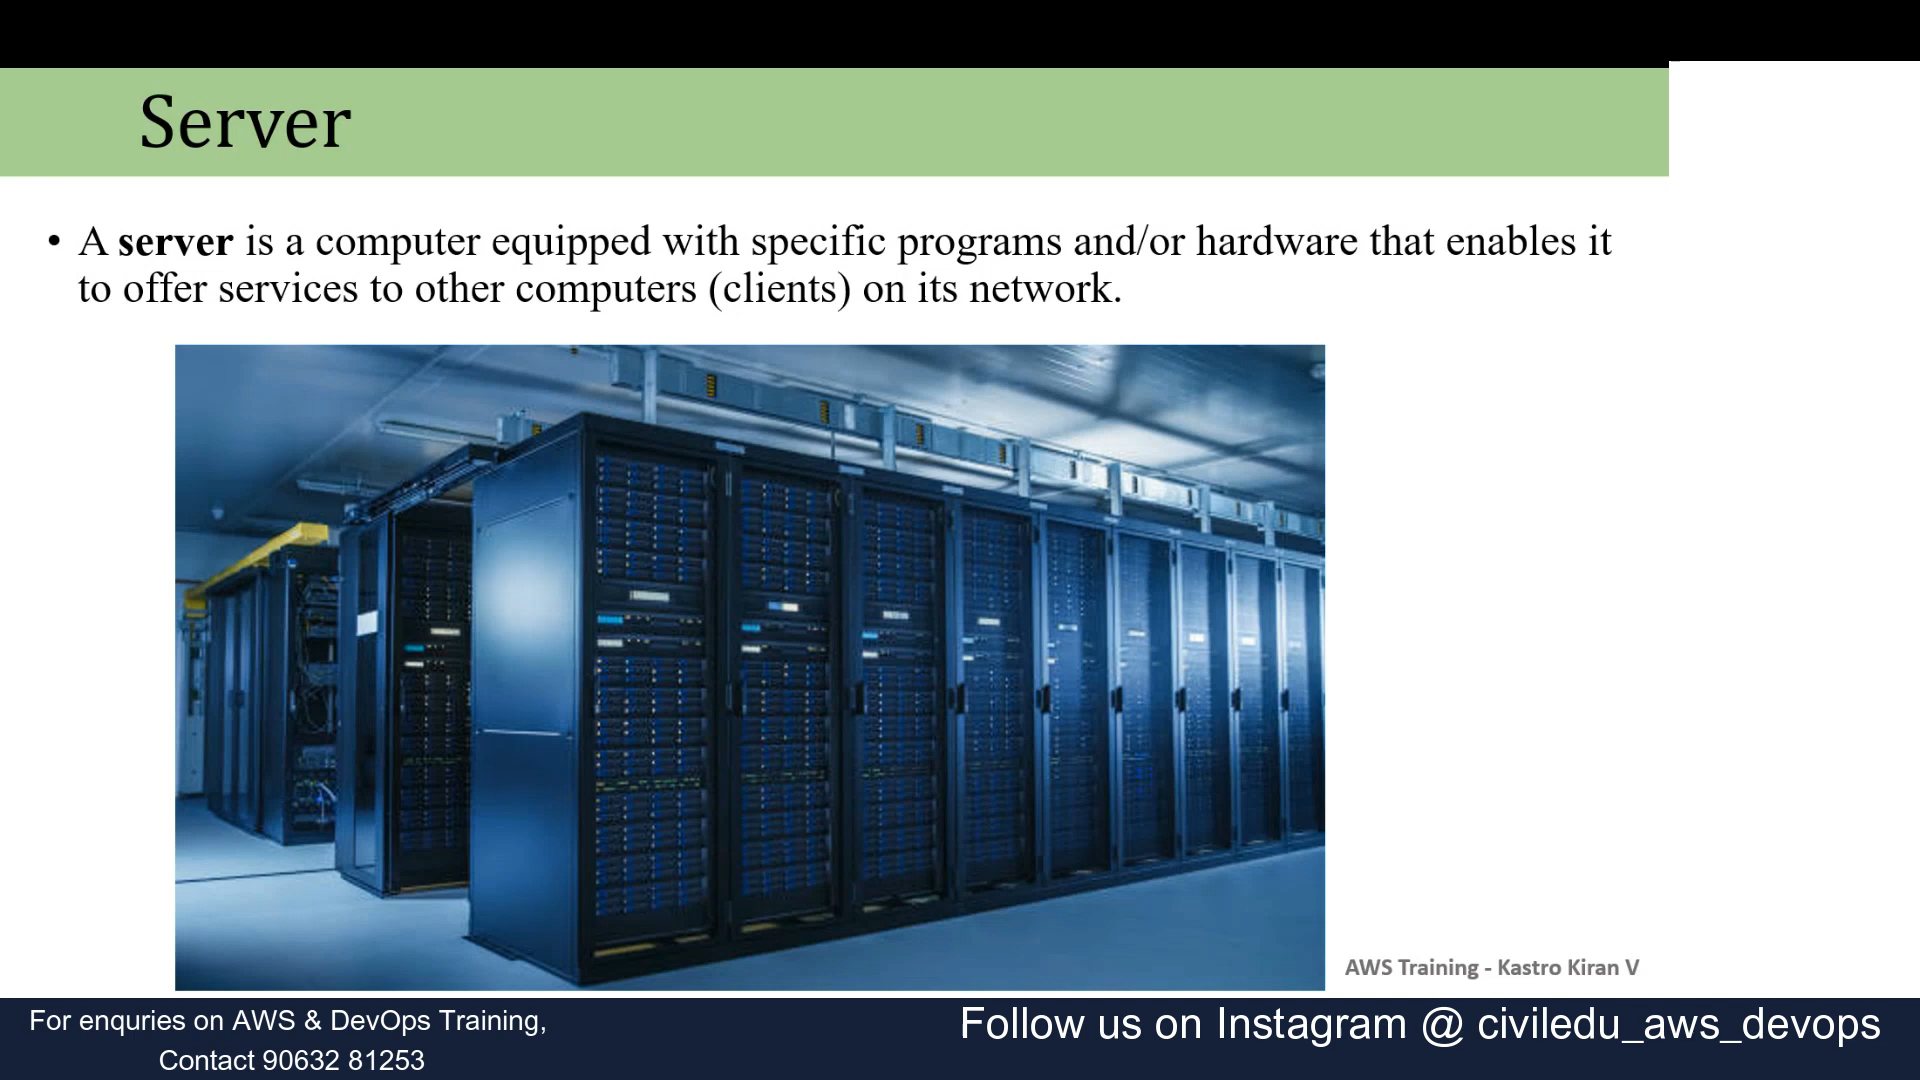 Server
• A server is a computer equipped with specific programs and/or hardware that enables it
to offer services to other computers (clients) on its network.
AWS Training - Kastro Kiran V
For enquries on AWS & DevOps Training,
Contact 90632 81253
Follow us on Instagram @ civiledu_aws_devops